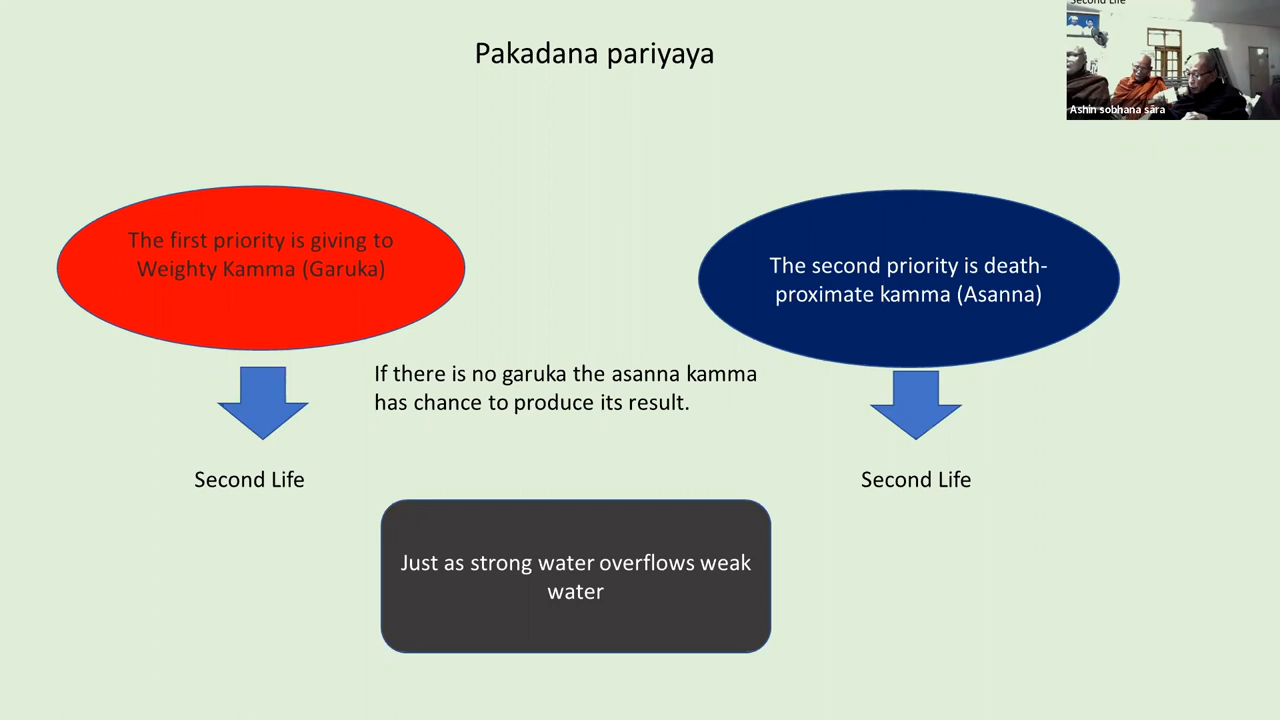 Pakadana pariyaya
Second Life
Ashin sobhana sāra
The first priority is giving to
Weighty Kamma (Garuka)
The second priority is death-
proximate kamma (Asanna)
If there is no garuka the asanna kamma
has chance to produce its result.
Second Life
Second Life
Just as strong water overflows weak
water